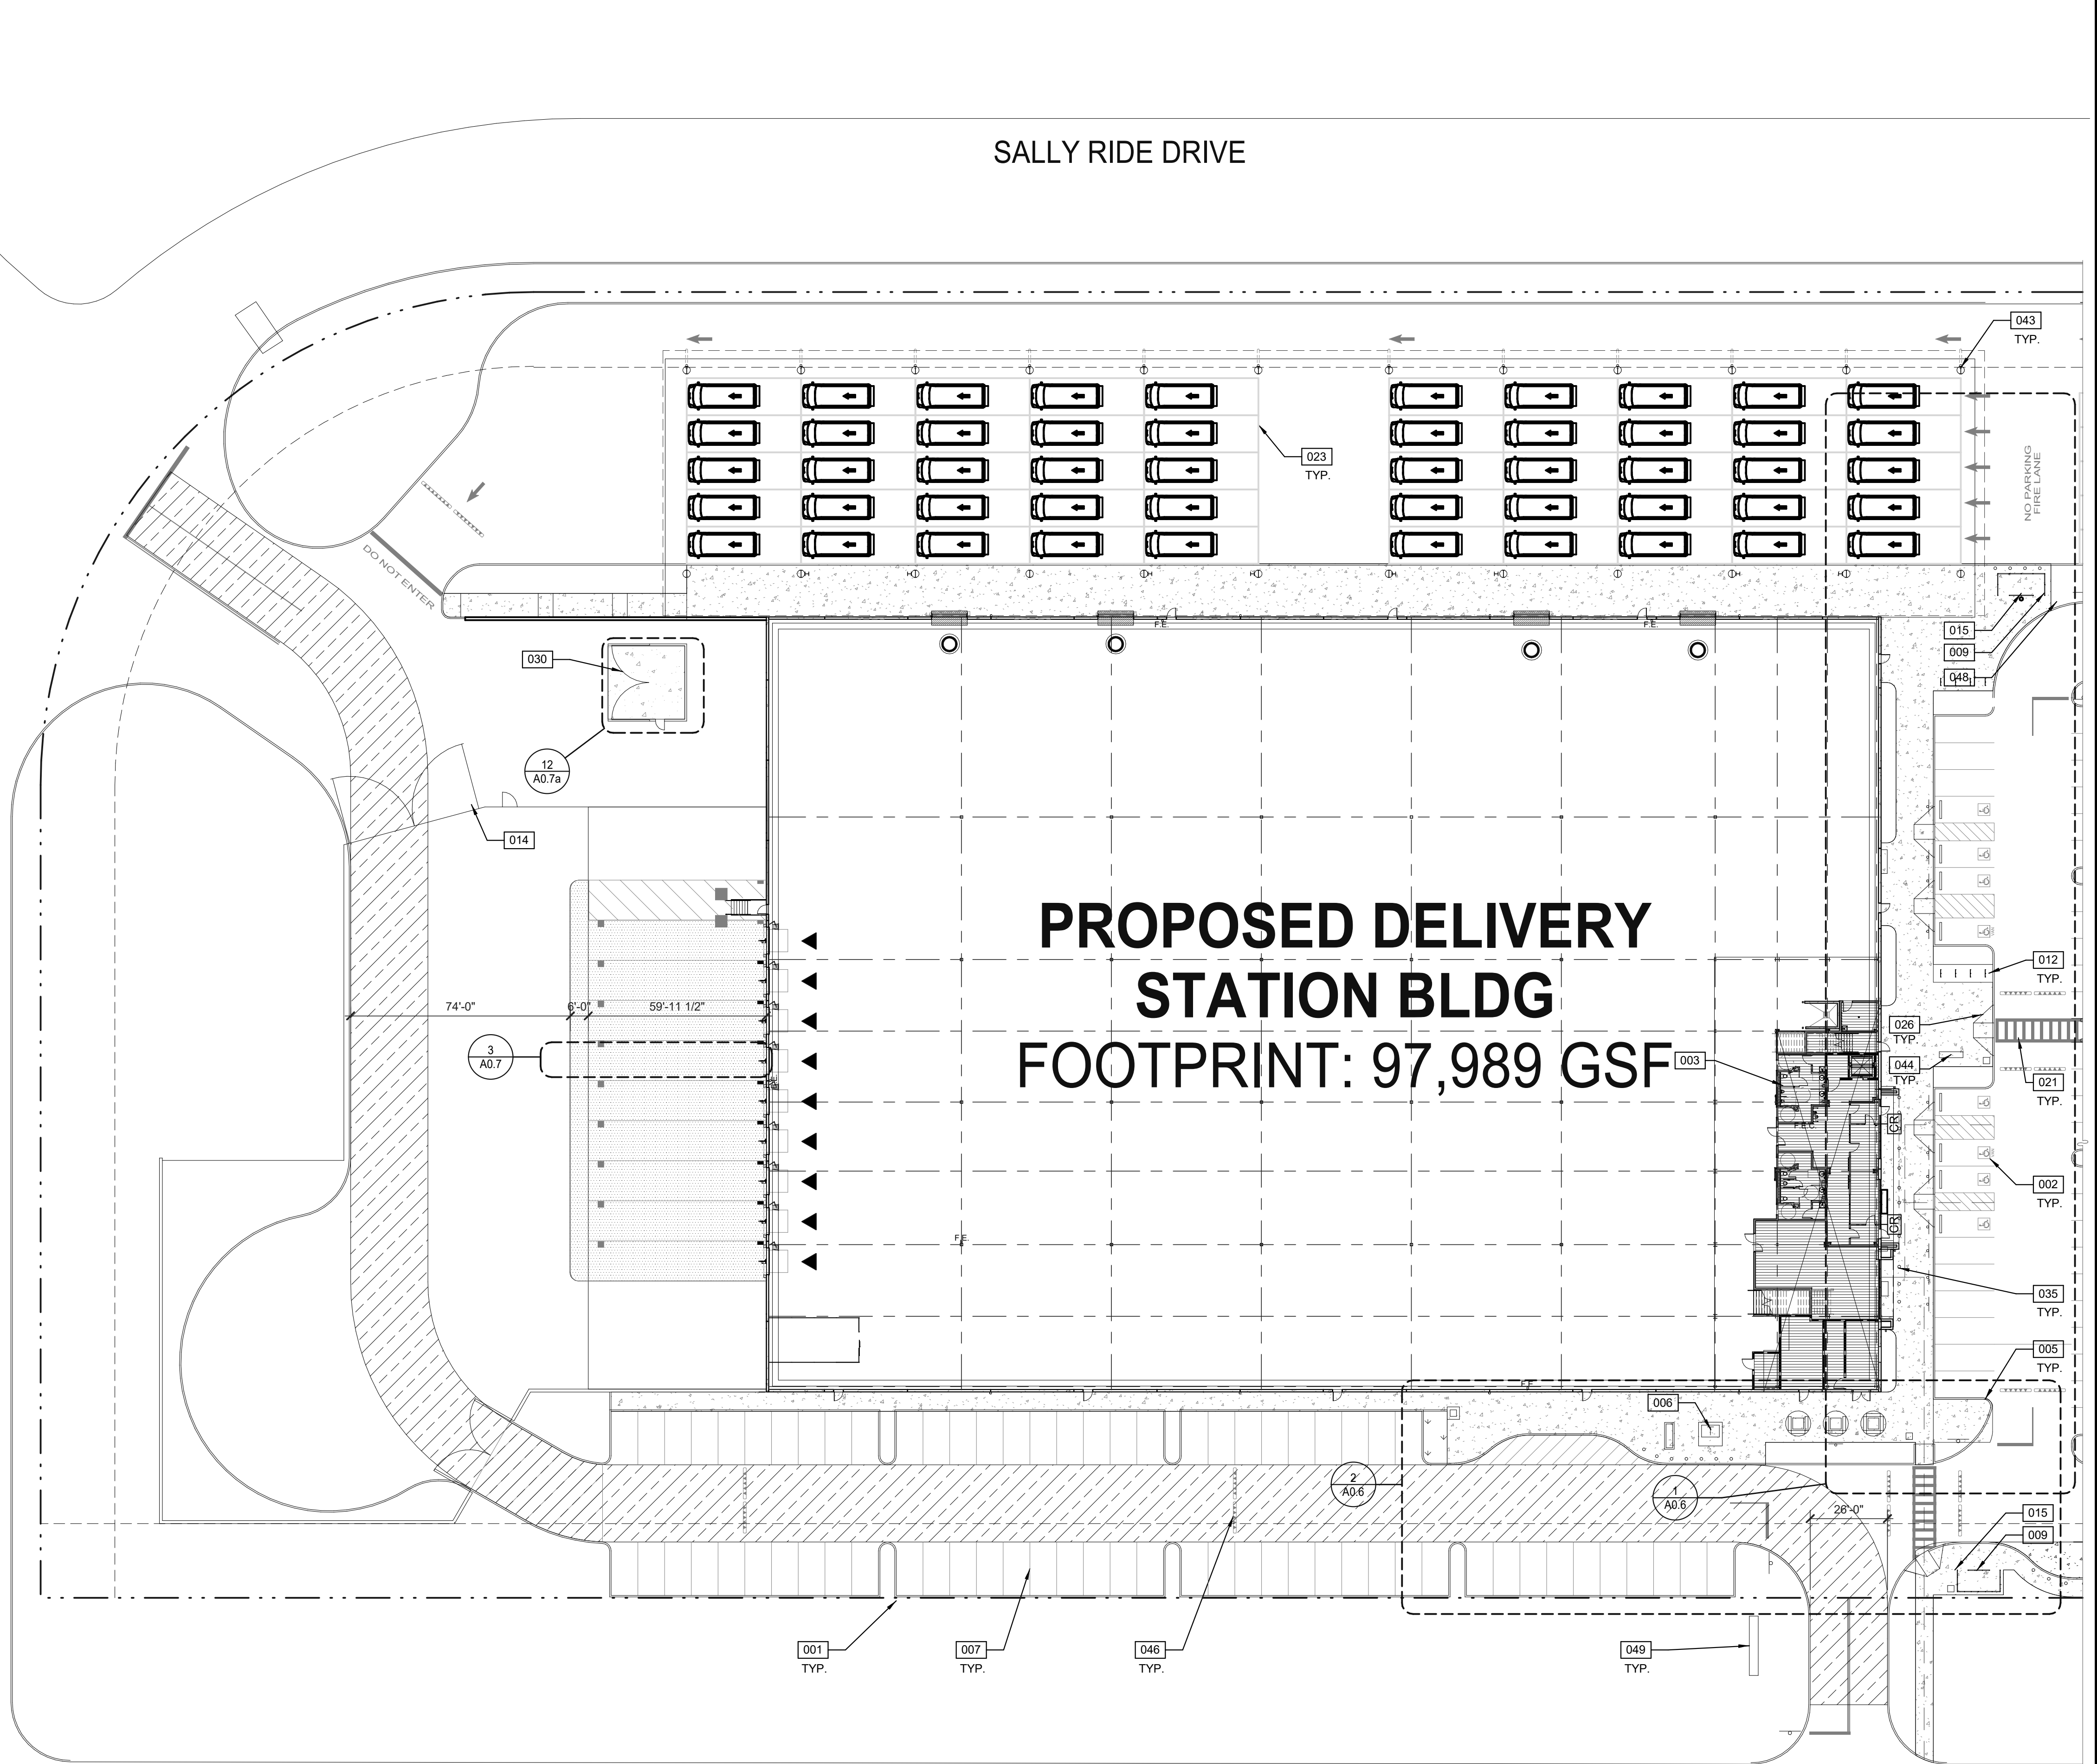 SALLY RIDE DRIVE
043
TYP.
023
TYP.
NO PARKING
FIRE LANE
DO NOT ENTER
F.E.
F.E.
015
009
048
030
12
A0.7a
014
PROPOSED DELIVERY
STATION BLDG
FOOTPRINT: 97,989 GSF
012
TYP.
74'-0"
6'-0"
59'-11 1/2"
026
TYP.
003
3
A0.7
044
TYP.
021
TYP.
CR
002
TYP.
CR
F.E.
035
TYP.
005
TYP.
F.E.
006
2
A0.6
1
A0.6
26'-0"
015
009
001
TYP.
007
TYP.
046
TYP.
049
TYP.